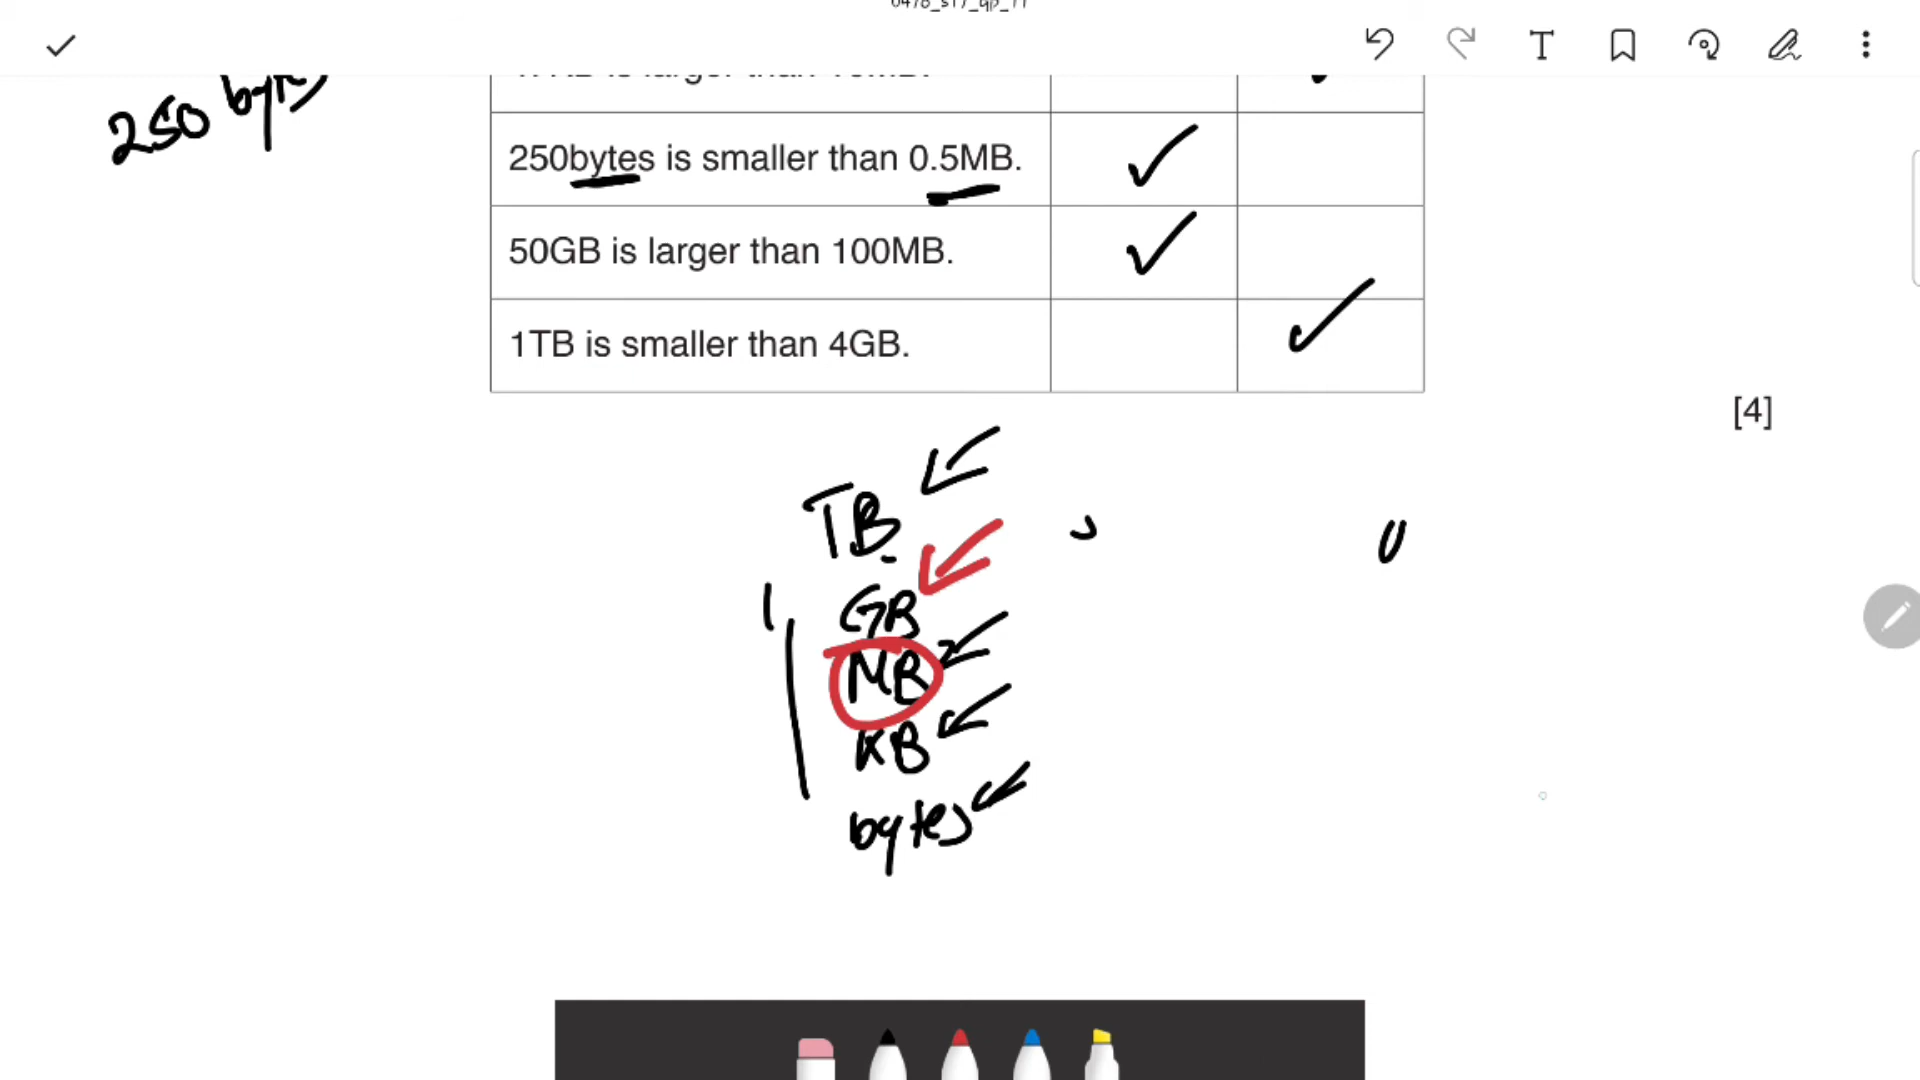 0478_s17_qp_11
250 bytes
250bytes is smaller than 0.5MB.
50GB is larger than 100MB.
1TB is smaller than 4GB.
[4]
TB
GB
MB
KB
bytes